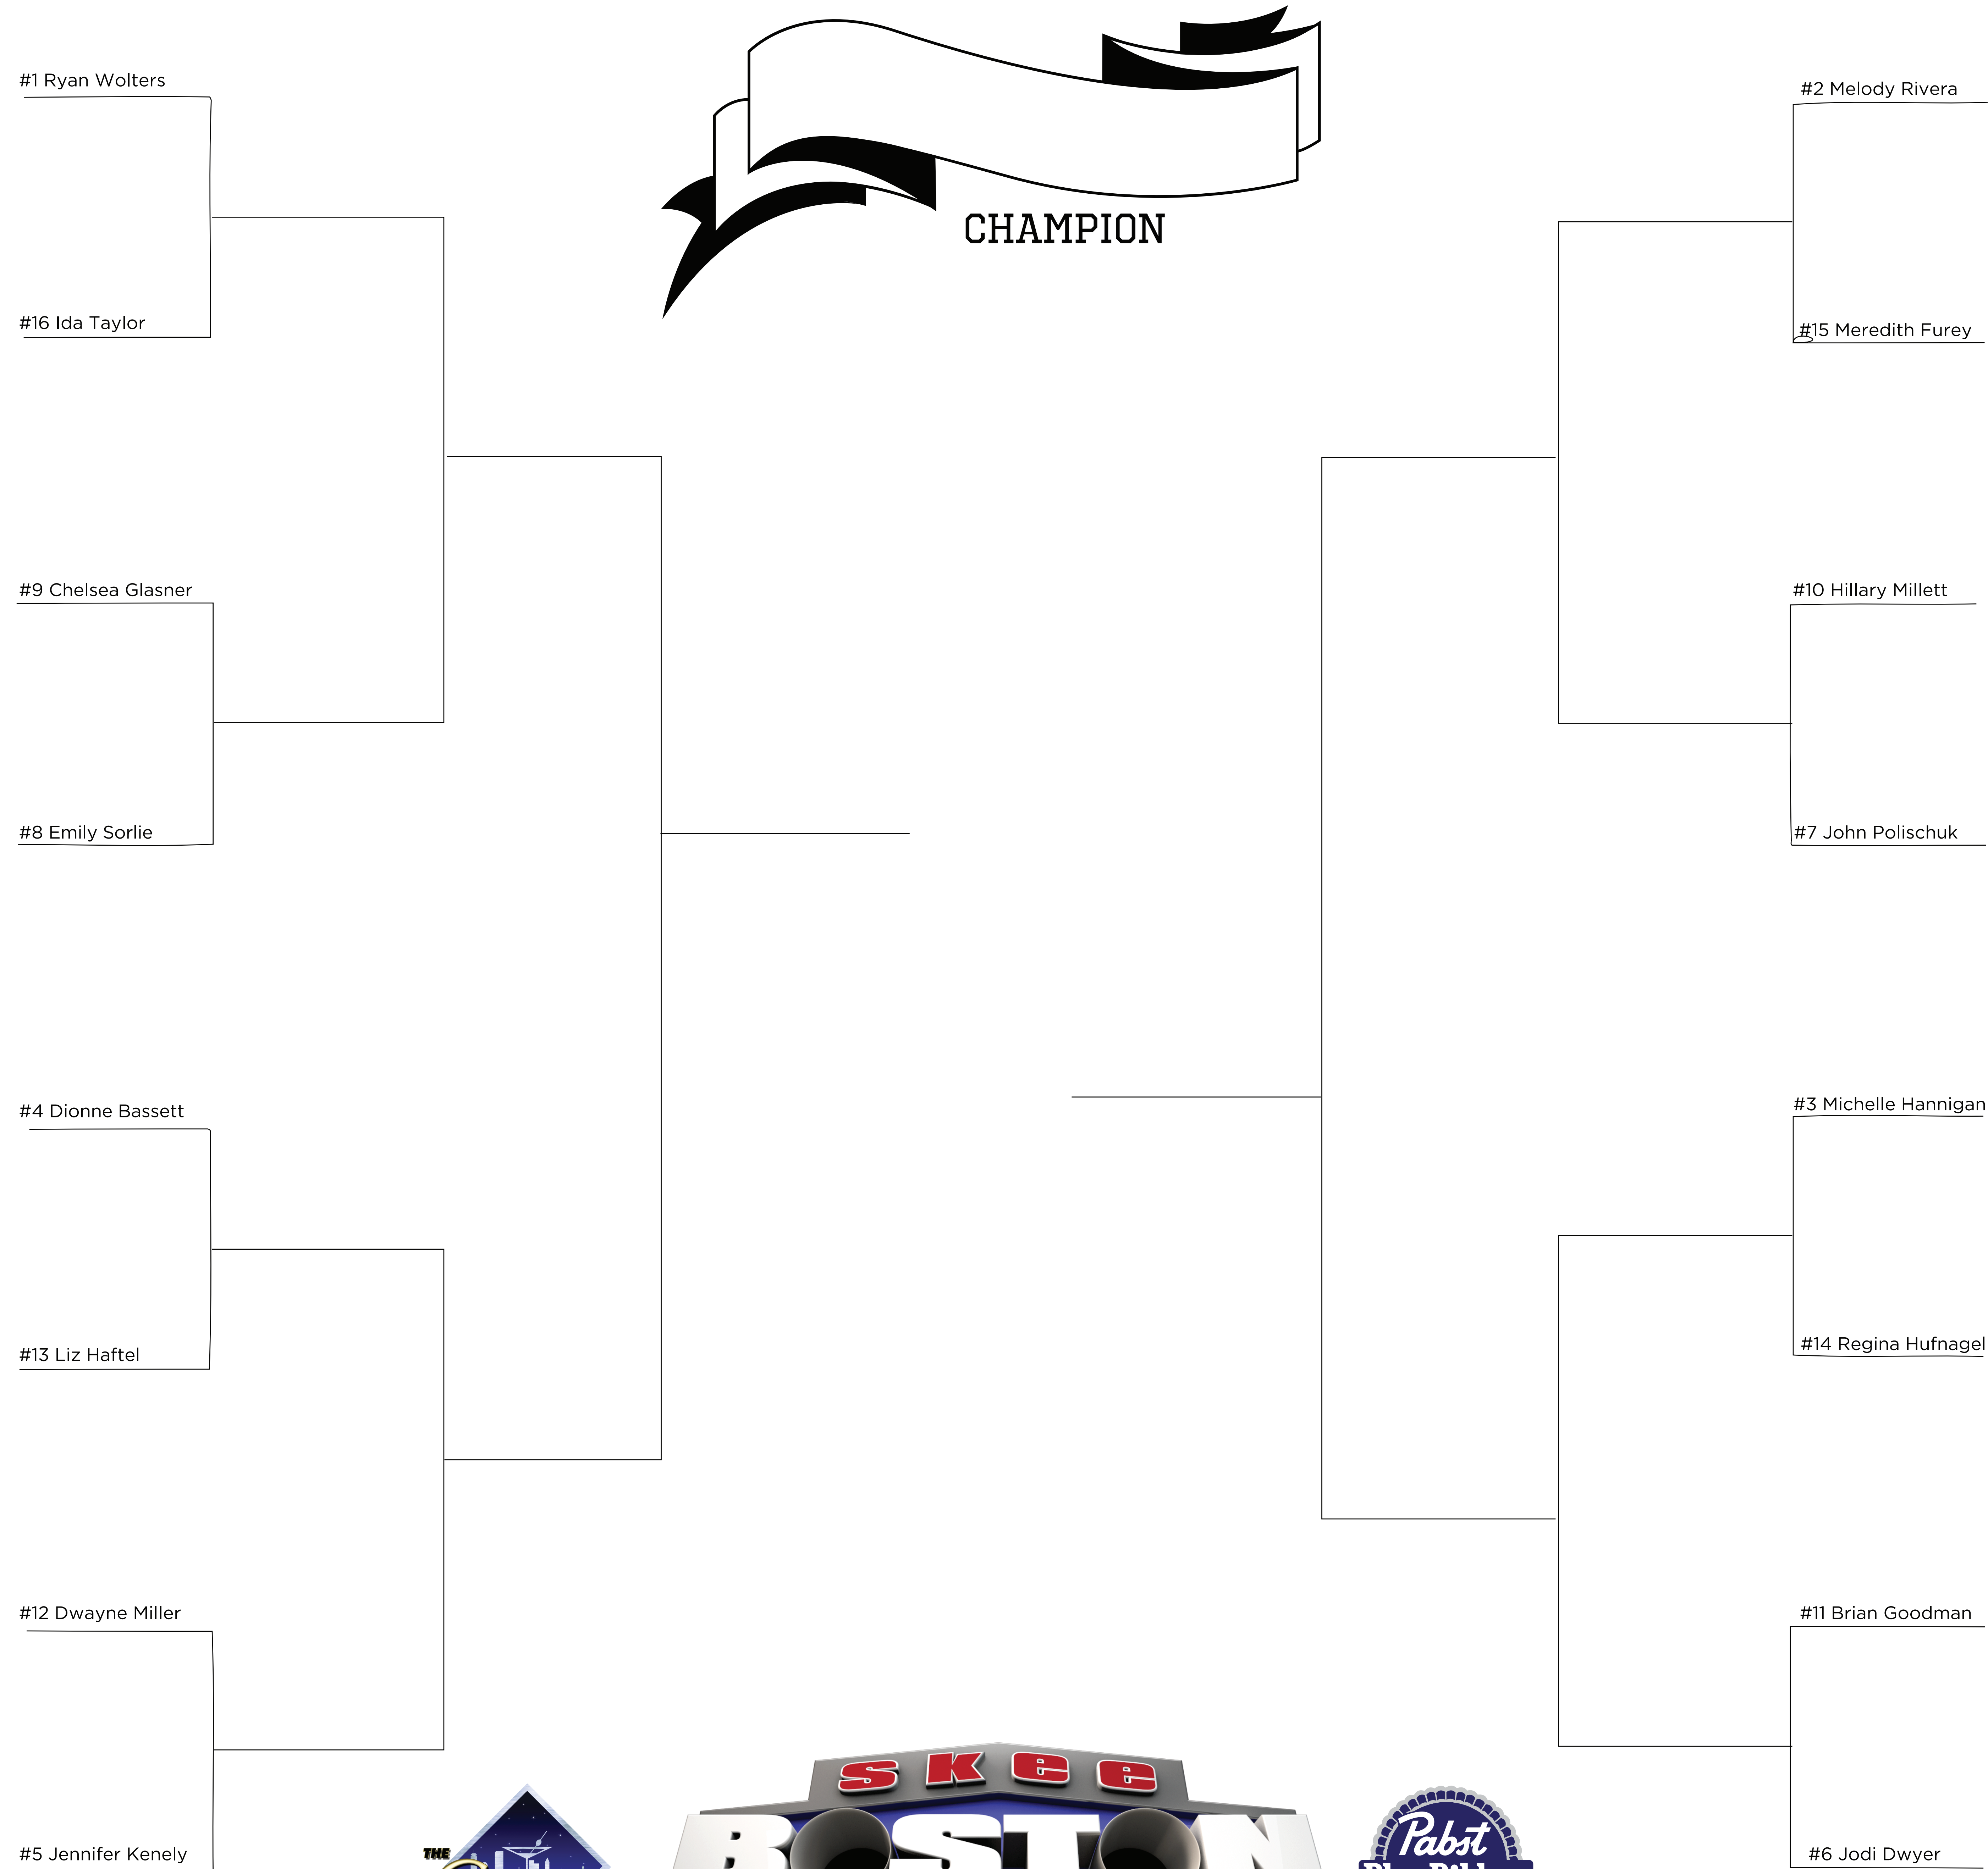 CHAMPION
#1 Ryan Wolters
#16 Ida Taylor
#9 Chelsea Glasner
#8 Emily Sorlie
#4 Dionne Bassett
#13 Liz Haftel
#12 Dwayne Miller
#5 Jennifer Kenely
#2 Melody Rivera
#15 Meredith Furey
#10 Hillary Millett
#7 John Polischuk
#3 Michelle Hannigan
#14 Regina Hufnagel
#11 Brian Goodman
#6 Jodi Dwyer
THE
skee
BOSTON
Pabst